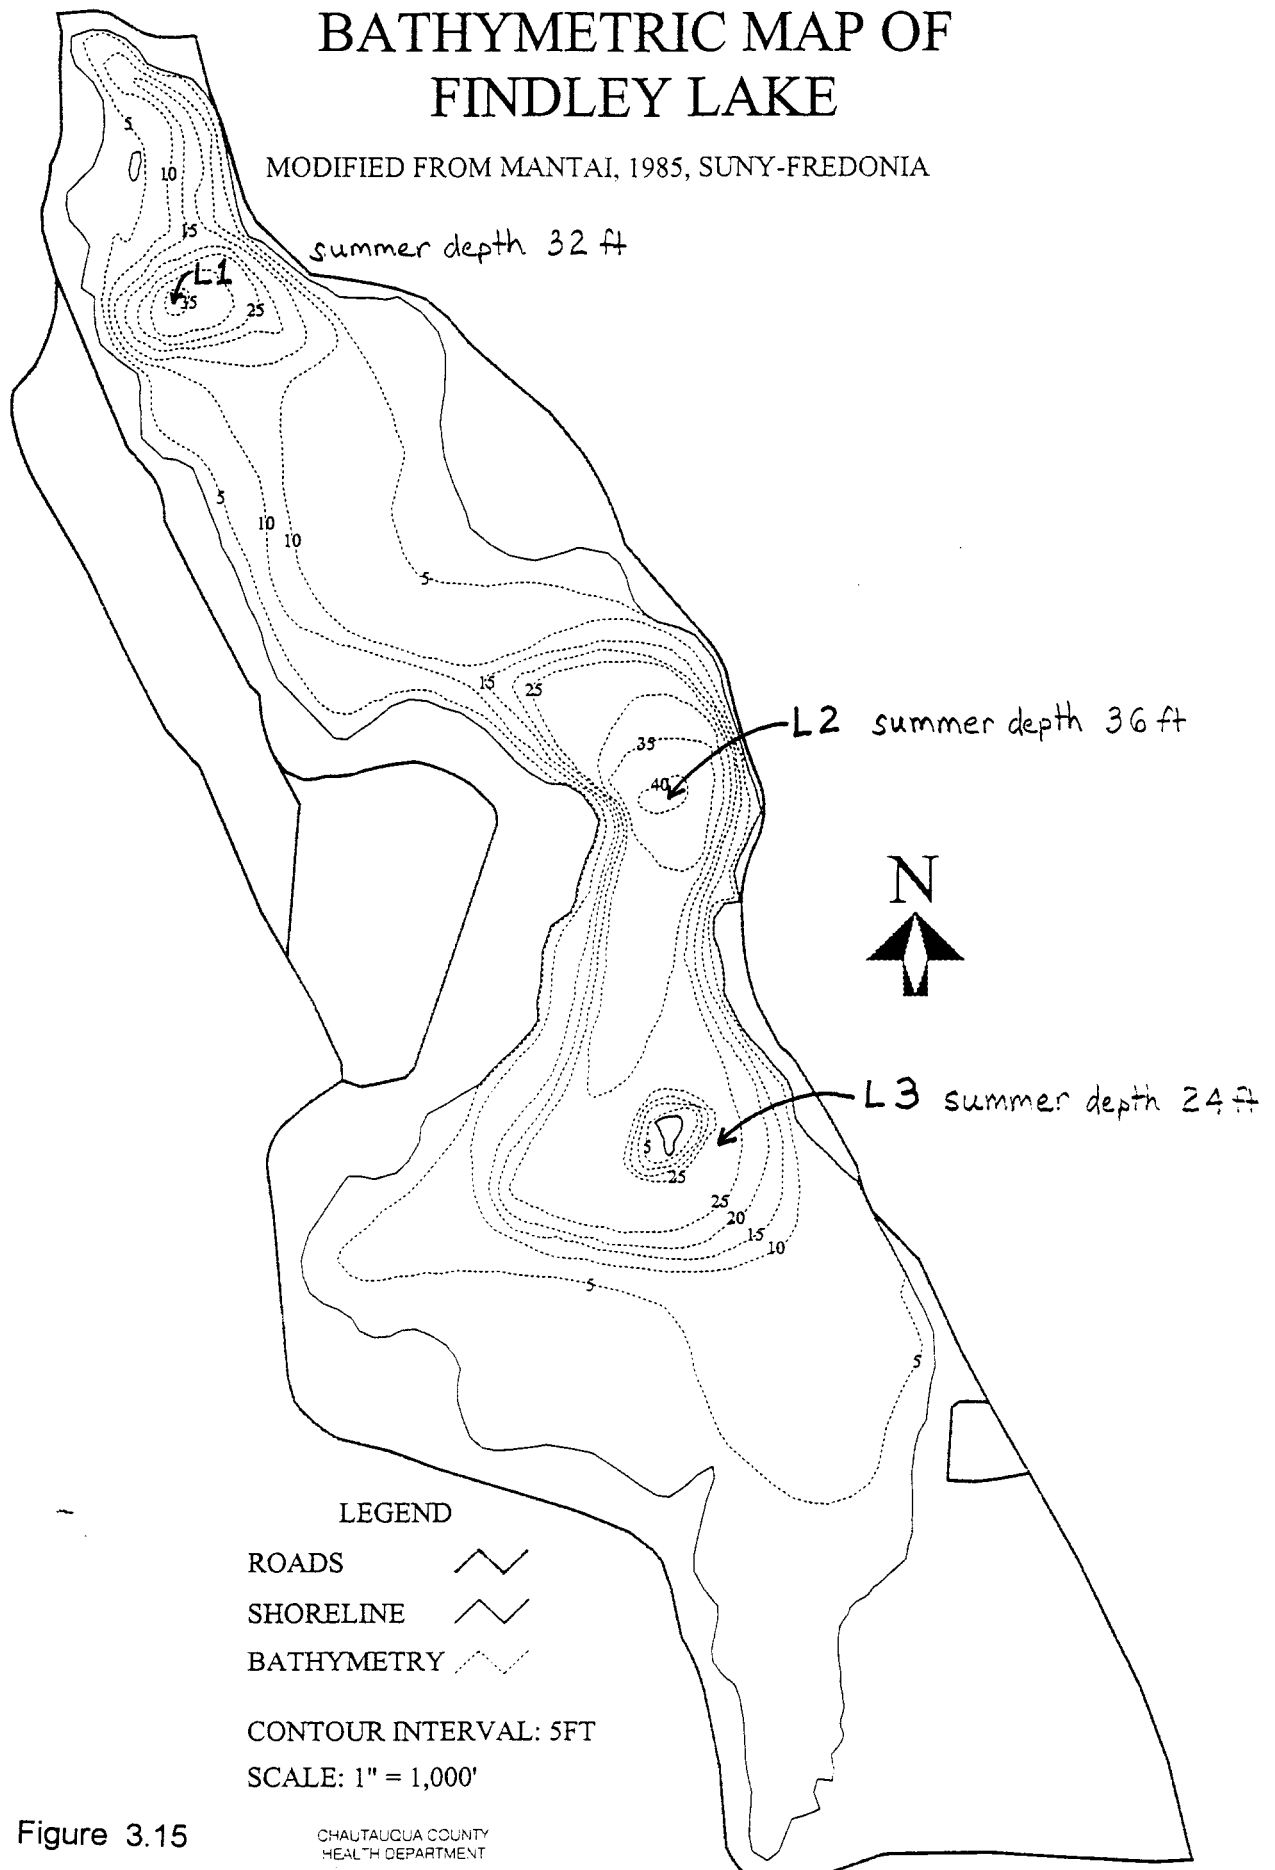 BATHYMETRIC MAP OF
FINDLEY LAKE
MODIFIED FROM MANTAI, 1985, SUNY-FREDONIA
5
10
15
summer depth 32 ft
L1
35
25
5
10
10
5
15
25
L2 summer depth 36 ft
35
40
N
L3 summer depth 24 ft
5
25
25
20
15
10
5
5
LEGEND
ROADS
SHORELINE
BATHYMETRY
CONTOUR INTERVAL: 5FT
SCALE: 1" = 1,000'
Figure 3.15
CHAUTAUQUA COUNTY
HEALTH DEPARTMENT